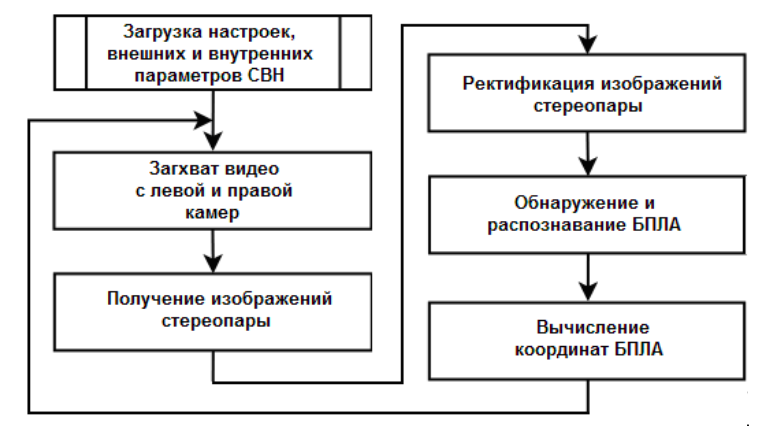 Загрузка настроек,
внешних и внутренних
параметров СВН
Загхват видео
с левой и правой
камер
Получение изображений
стереопары
Ректификация изображений
стереопары
Обнаружение и
распознавание БПЛА
Вычисление
координат БПЛА